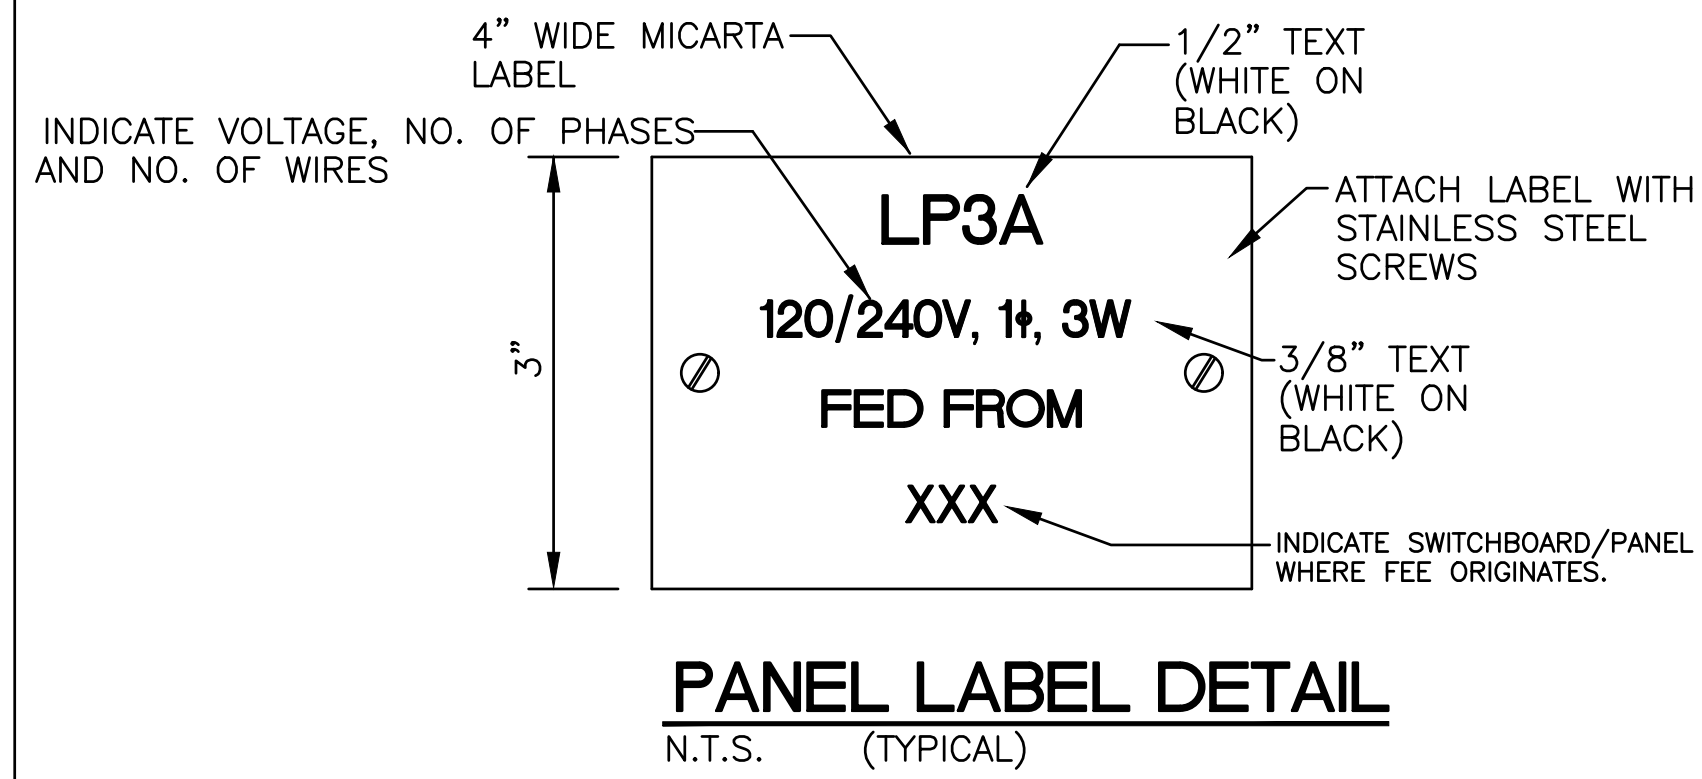 4" WIDE MICARTA
LABEL
1/2" TEXT
(WHITE ON
BLACK)
INDICATE VOLTAGE, NO. OF PHASES
AND NO. OF WIRES
ATTACH LABEL WITH
STAINLESS STEEL
SCREWS
LP3A
120/240V, 1ϕ, 3W
3"
3/8" TEXT
(WHITE ON
BLACK)
FED FROM
XXX
INDICATE SWITCHBOARD/PANEL
WHERE FEE ORIGINATES.
PANEL LABEL DETAIL
N.T.S. (TYPICAL)